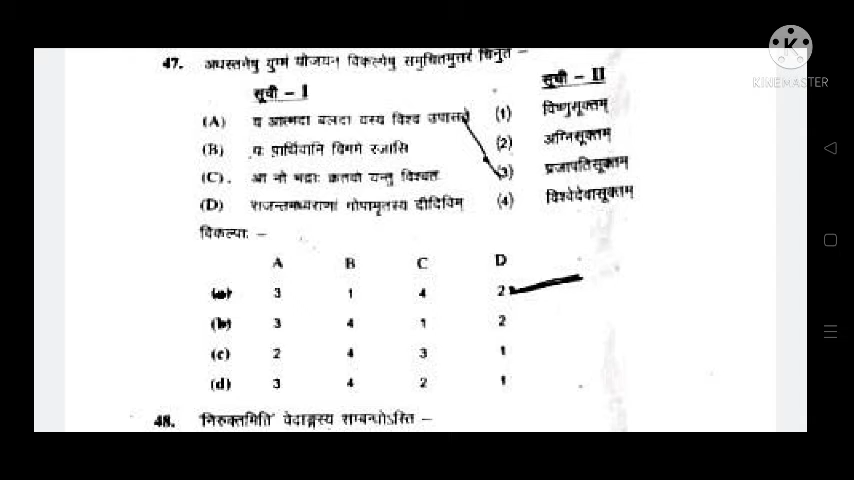 KINEMASTER
47. अधस्तनेषु युग्मं योजयन विकल्पेषु समुचितमुत्तरं चिनुत –
सूची – I सूची – II
(A) य आत्मदा बलदा यस्य विश्व उपासते (1) विष्णुसूक्तम्
(B) यः पार्थिवानि विममे रजांसि (2) अग्निसूक्तम्
(C). आ नो भद्राः क्रतवो यन्तु विश्वतः (3) प्रजापतिसूक्तम्
(D) राजन्तमध्वराणां गोपामृतस्य दीदिविम् (4) विश्वेदेवासूक्तम्
विकल्पाः –
A B C D
(a) 3 1 4 2
(b) 3 4 1 2
(c) 2 4 3 1
(d) 3 4 2 1
48. 'निरुक्तमिति' वेदाङ्गस्य सम्बन्धोऽस्ति –